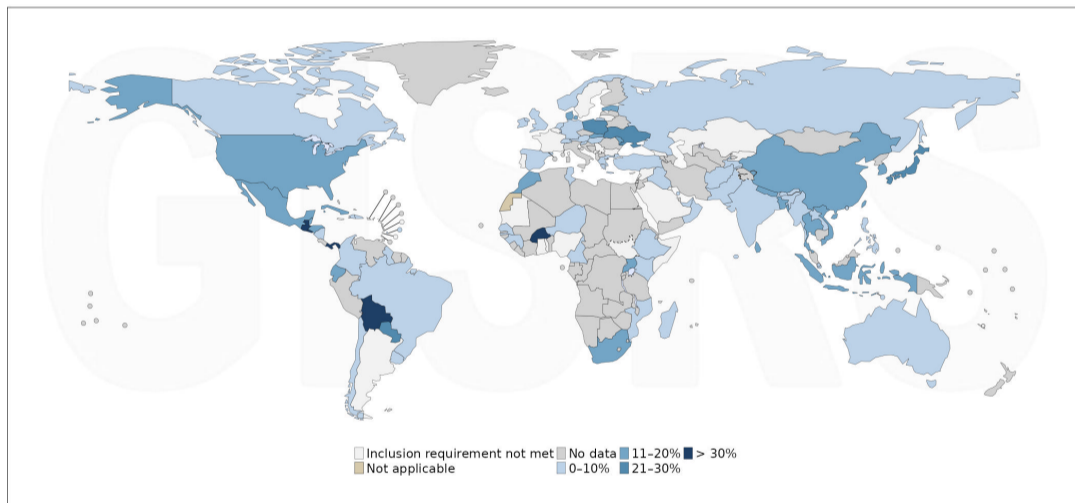 GISRS
Inclusion requirement not met
No data
11–20%
> 30%
Not applicable
0–10%
21–30%